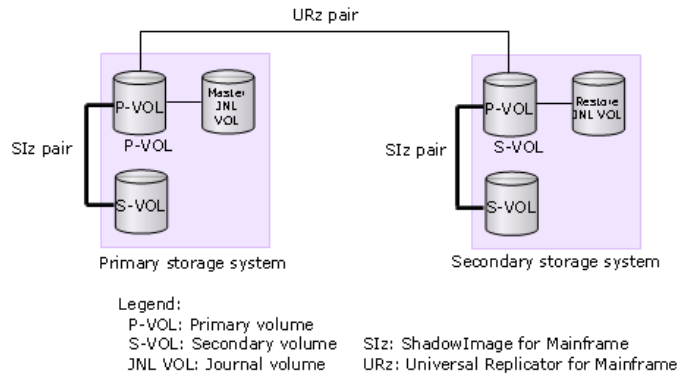 URz pair
P-VOL
Master
JNL
VOL
P-VOL
SIz pair
S-VOL
Primary storage system
P-VOL
Restore
JNL VOL
S-VOL
SIz pair
S-VOL
Secondary storage system
Legend:
P-VOL: Primary volume
S-VOL: Secondary volume SIz: ShadowImage for Mainframe
JNL VOL: Journal volume URz: Universal Replicator for Mainframe